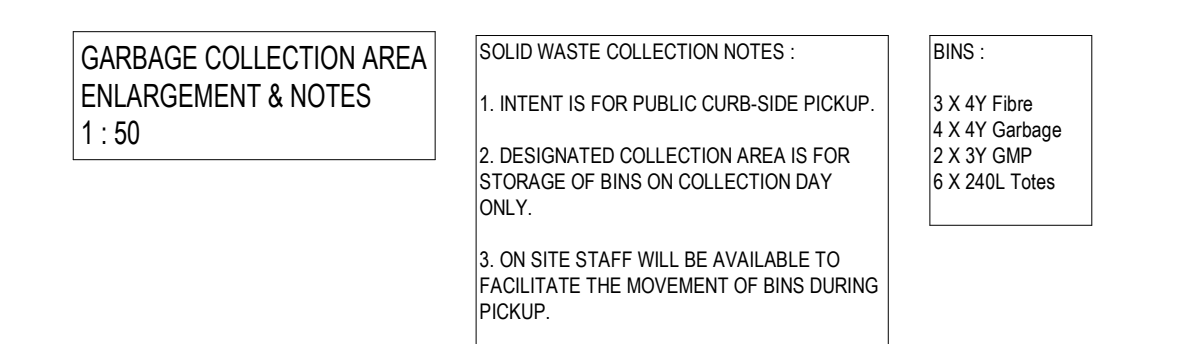 GARBAGE COLLECTION AREA
ENLARGEMENT & NOTES
1 : 50
SOLID WASTE COLLECTION NOTES :
1. INTENT IS FOR PUBLIC CURB-SIDE PICKUP.
2. DESIGNATED COLLECTION AREA IS FOR
STORAGE OF BINS ON COLLECTION DAY
ONLY.
3. ON SITE STAFF WILL BE AVAILABLE TO
FACILITATE THE MOVEMENT OF BINS DURING
PICKUP.
BINS :
3 X 4Y Fibre
4 X 4Y Garbage
2 X 3Y GMP
6 X 240L Totes